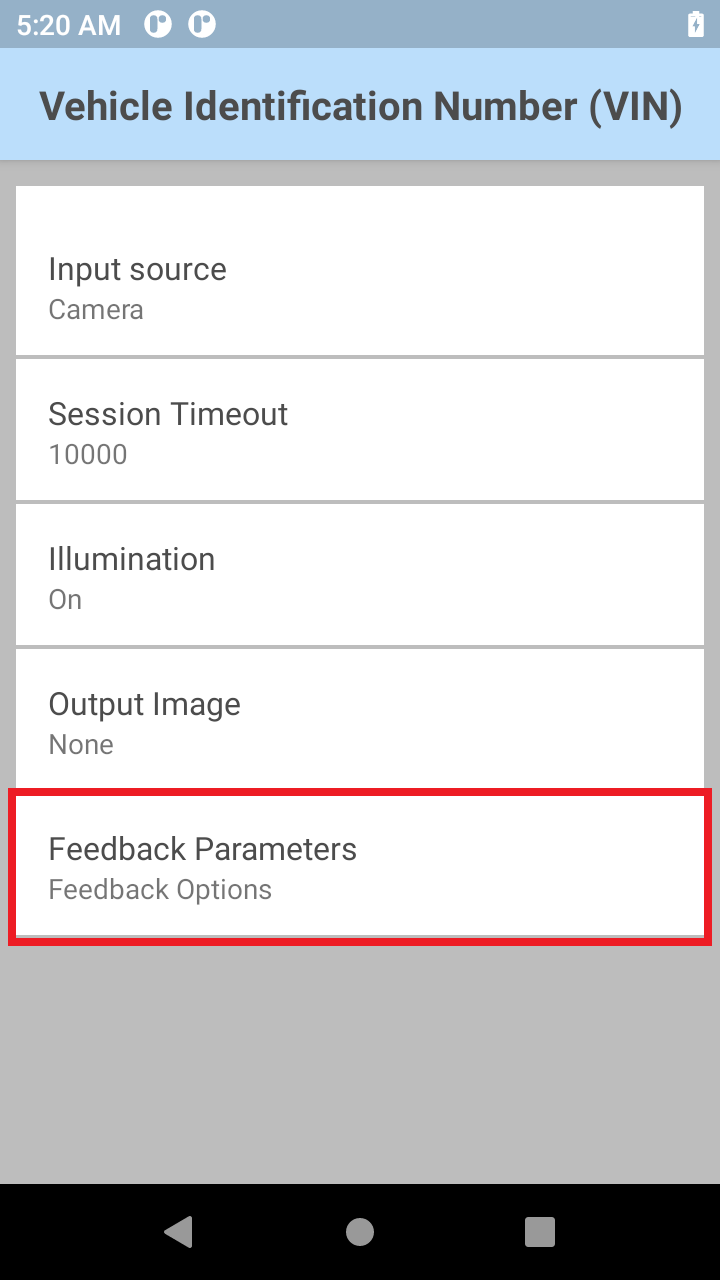 5:20 AM
Vehicle Identification Number (VIN)
Input source
Camera
Session Timeout
10000
Illumination
On
Output Image
None
Feedback Parameters
Feedback Options